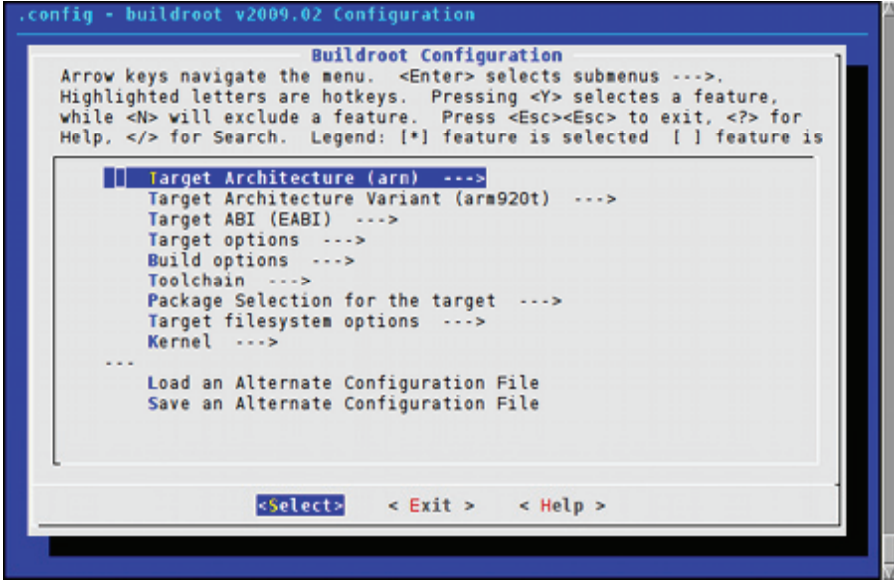 .config - buildroot v2009.02 Configuration
Buildroot Configuration
Arrow keys navigate the menu. <Enter> selects submenus --->.
Highlighted letters are hotkeys. Pressing <Y> selectes a feature,
while <N> will exclude a feature. Press <Esc><Esc> to exit, <?> for
Help, </> for Search. Legend: [*] feature is selected [ ] feature is
Target Architecture (arm) --->
Target Architecture Variant (arm920t) --->
Target ABI (EABI) --->
Target options --->
Build options --->
Toolchain --->
Package Selection for the target --->
Target filesystem options --->
Kernel --->
---
Load an Alternate Configuration File
Save an Alternate Configuration File
<Select> < Exit > < Help >